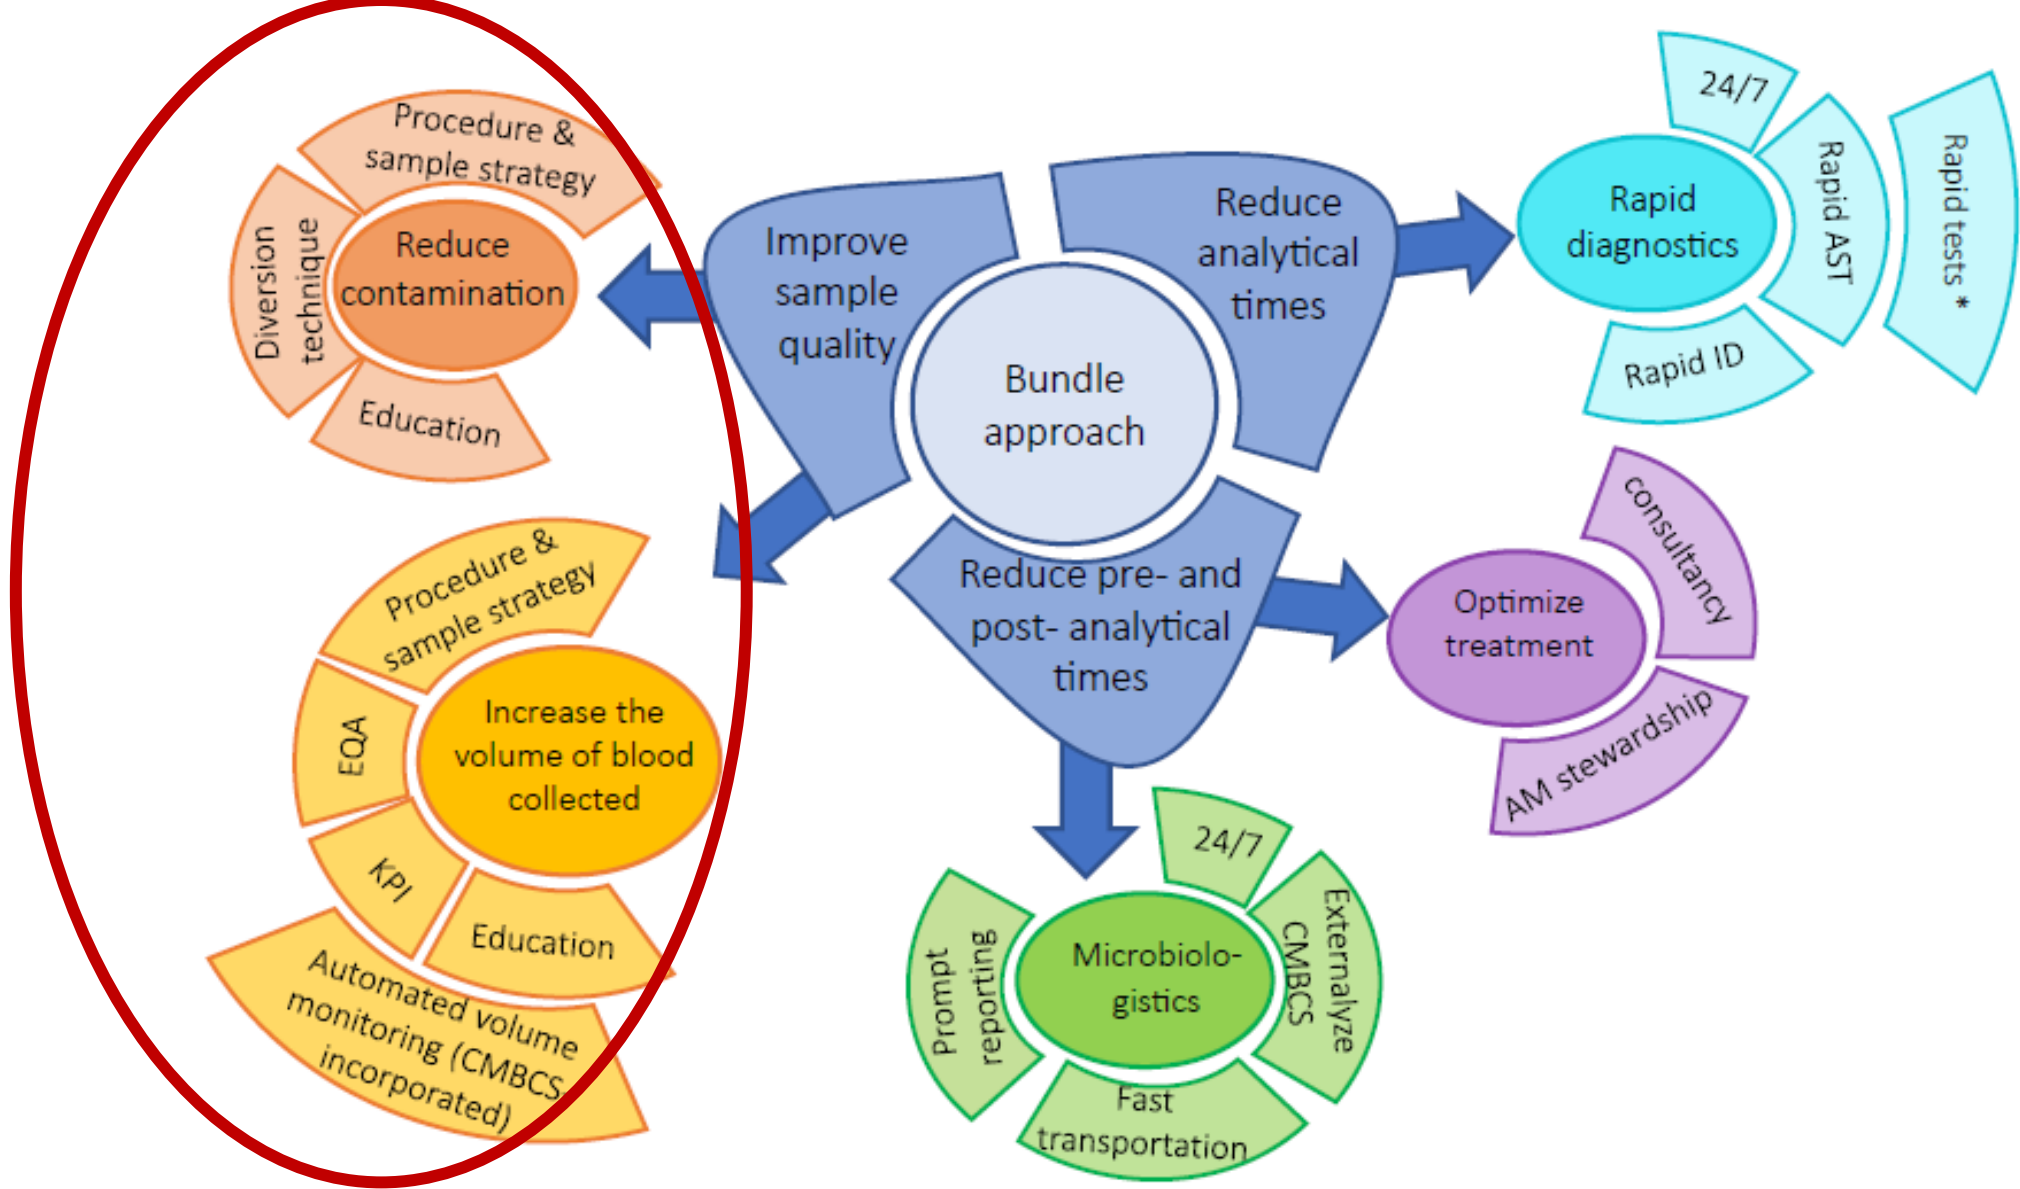 Procedure &
sample strategy
Diversion
technique
Reduce
contamination
Education
Improve
sample
quality
Reduce
analytical
times
Bundle
approach
Reduce pre- and
post- analytical
times
24/7
Rapid
diagnostics
Rapid AST
Rapid tests *
Rapid ID
consultancy
Optimize
treatment
AM stewardship
Procedure &
sample strategy
EQA
Increase the
volume of blood
collected
KPI
Education
Automated volume
monitoring (CMBCS-
incorporated)
24/7
Prompt
reporting
Microbiolo-
gistics
Externalyze
CMBCS
Fast
transportation